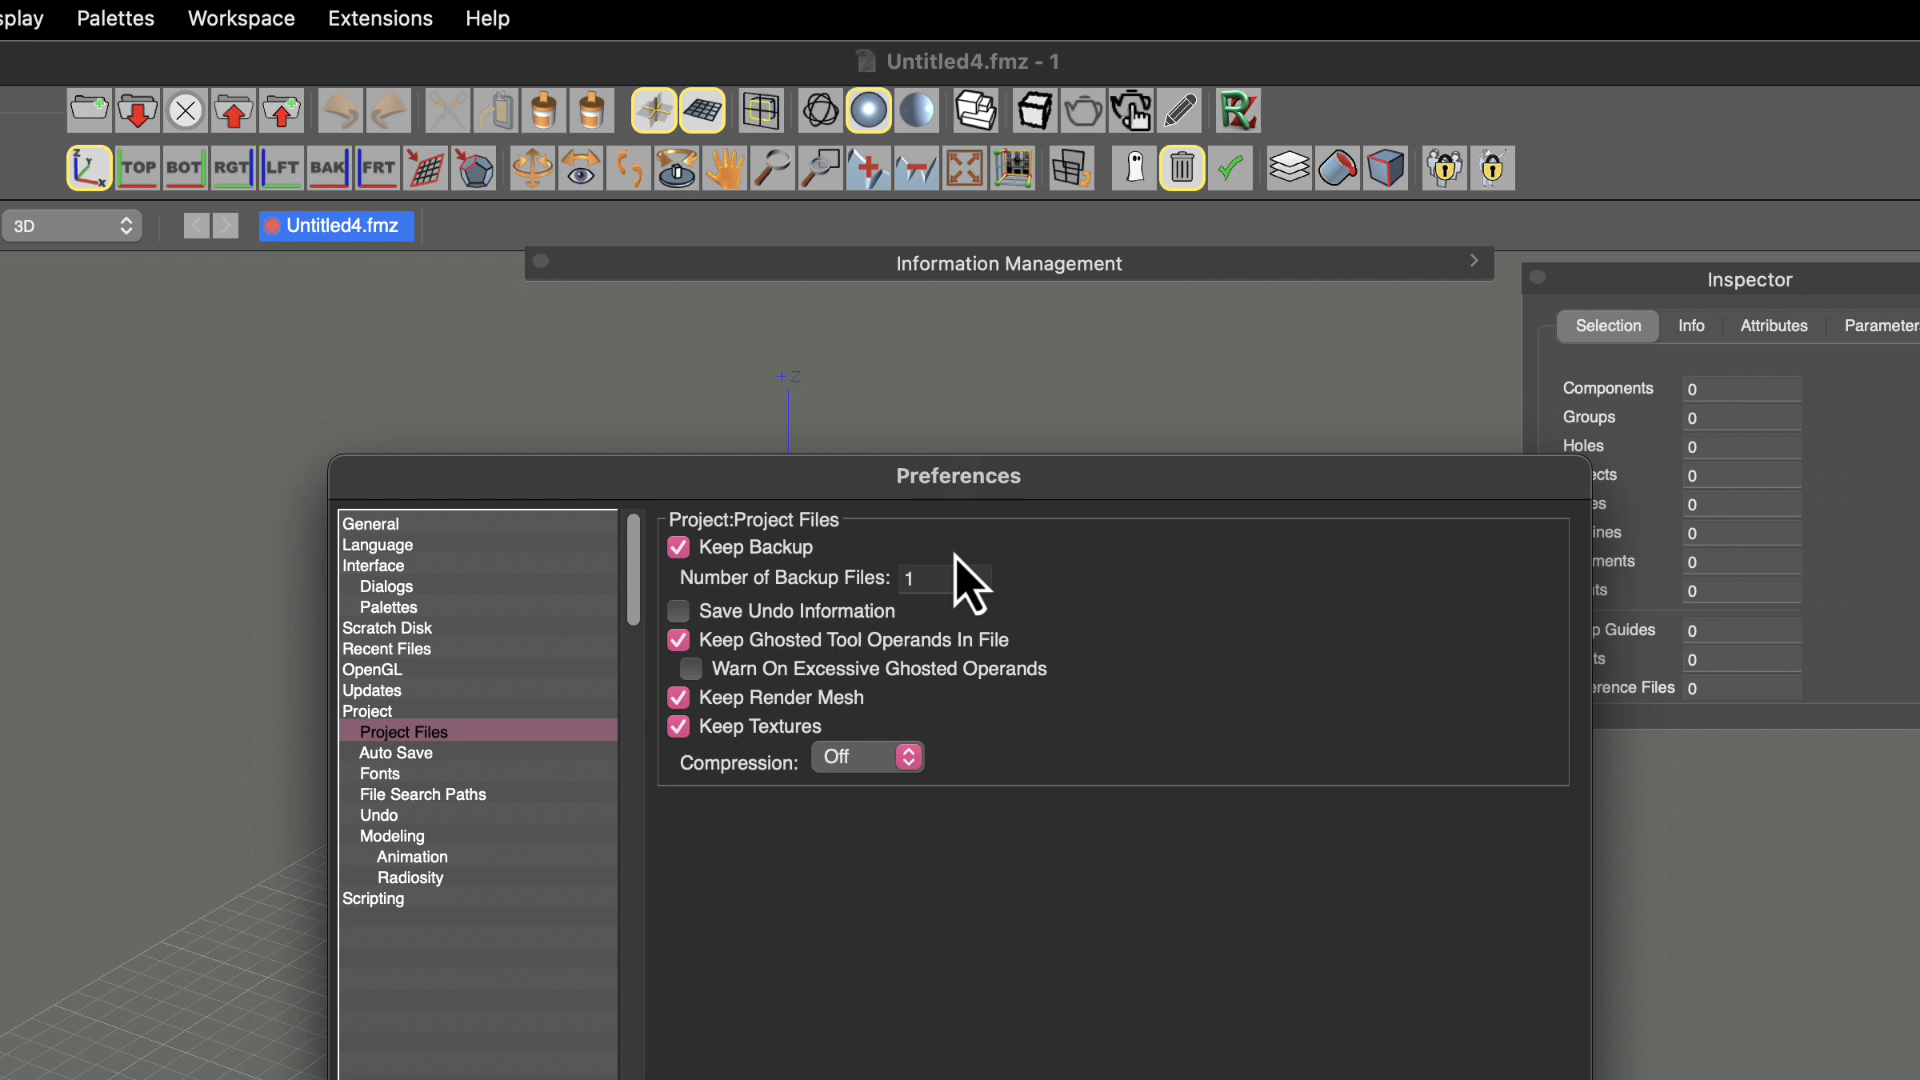 splay Palettes Workspace Extensions Help
Untitled4.fmz - 1
Z Y X TOP BOT RGT LFT BAK FRT
3D Untitled4.fmz
Information Management
Inspector
Selection Info Attributes Parameter
+Z
Components 0
Groups 0
Holes 0
ects 0
es 0
ines 0
ments 0
ts 0
p Guides 0
ts 0
erence Files 0
Preferences
General
Language
Interface
Dialogs
Palettes
Scratch Disk
Recent Files
OpenGL
Updates
Project
Project Files
Auto Save
Fonts
File Search Paths
Undo
Modeling
Animation
Radiosity
Scripting
Project:Project Files
Keep Backup
Number of Backup Files: 1
Save Undo Information
Keep Ghosted Tool Operands In File
Warn On Excessive Ghosted Operands
Keep Render Mesh
Keep Textures
Compression: Off